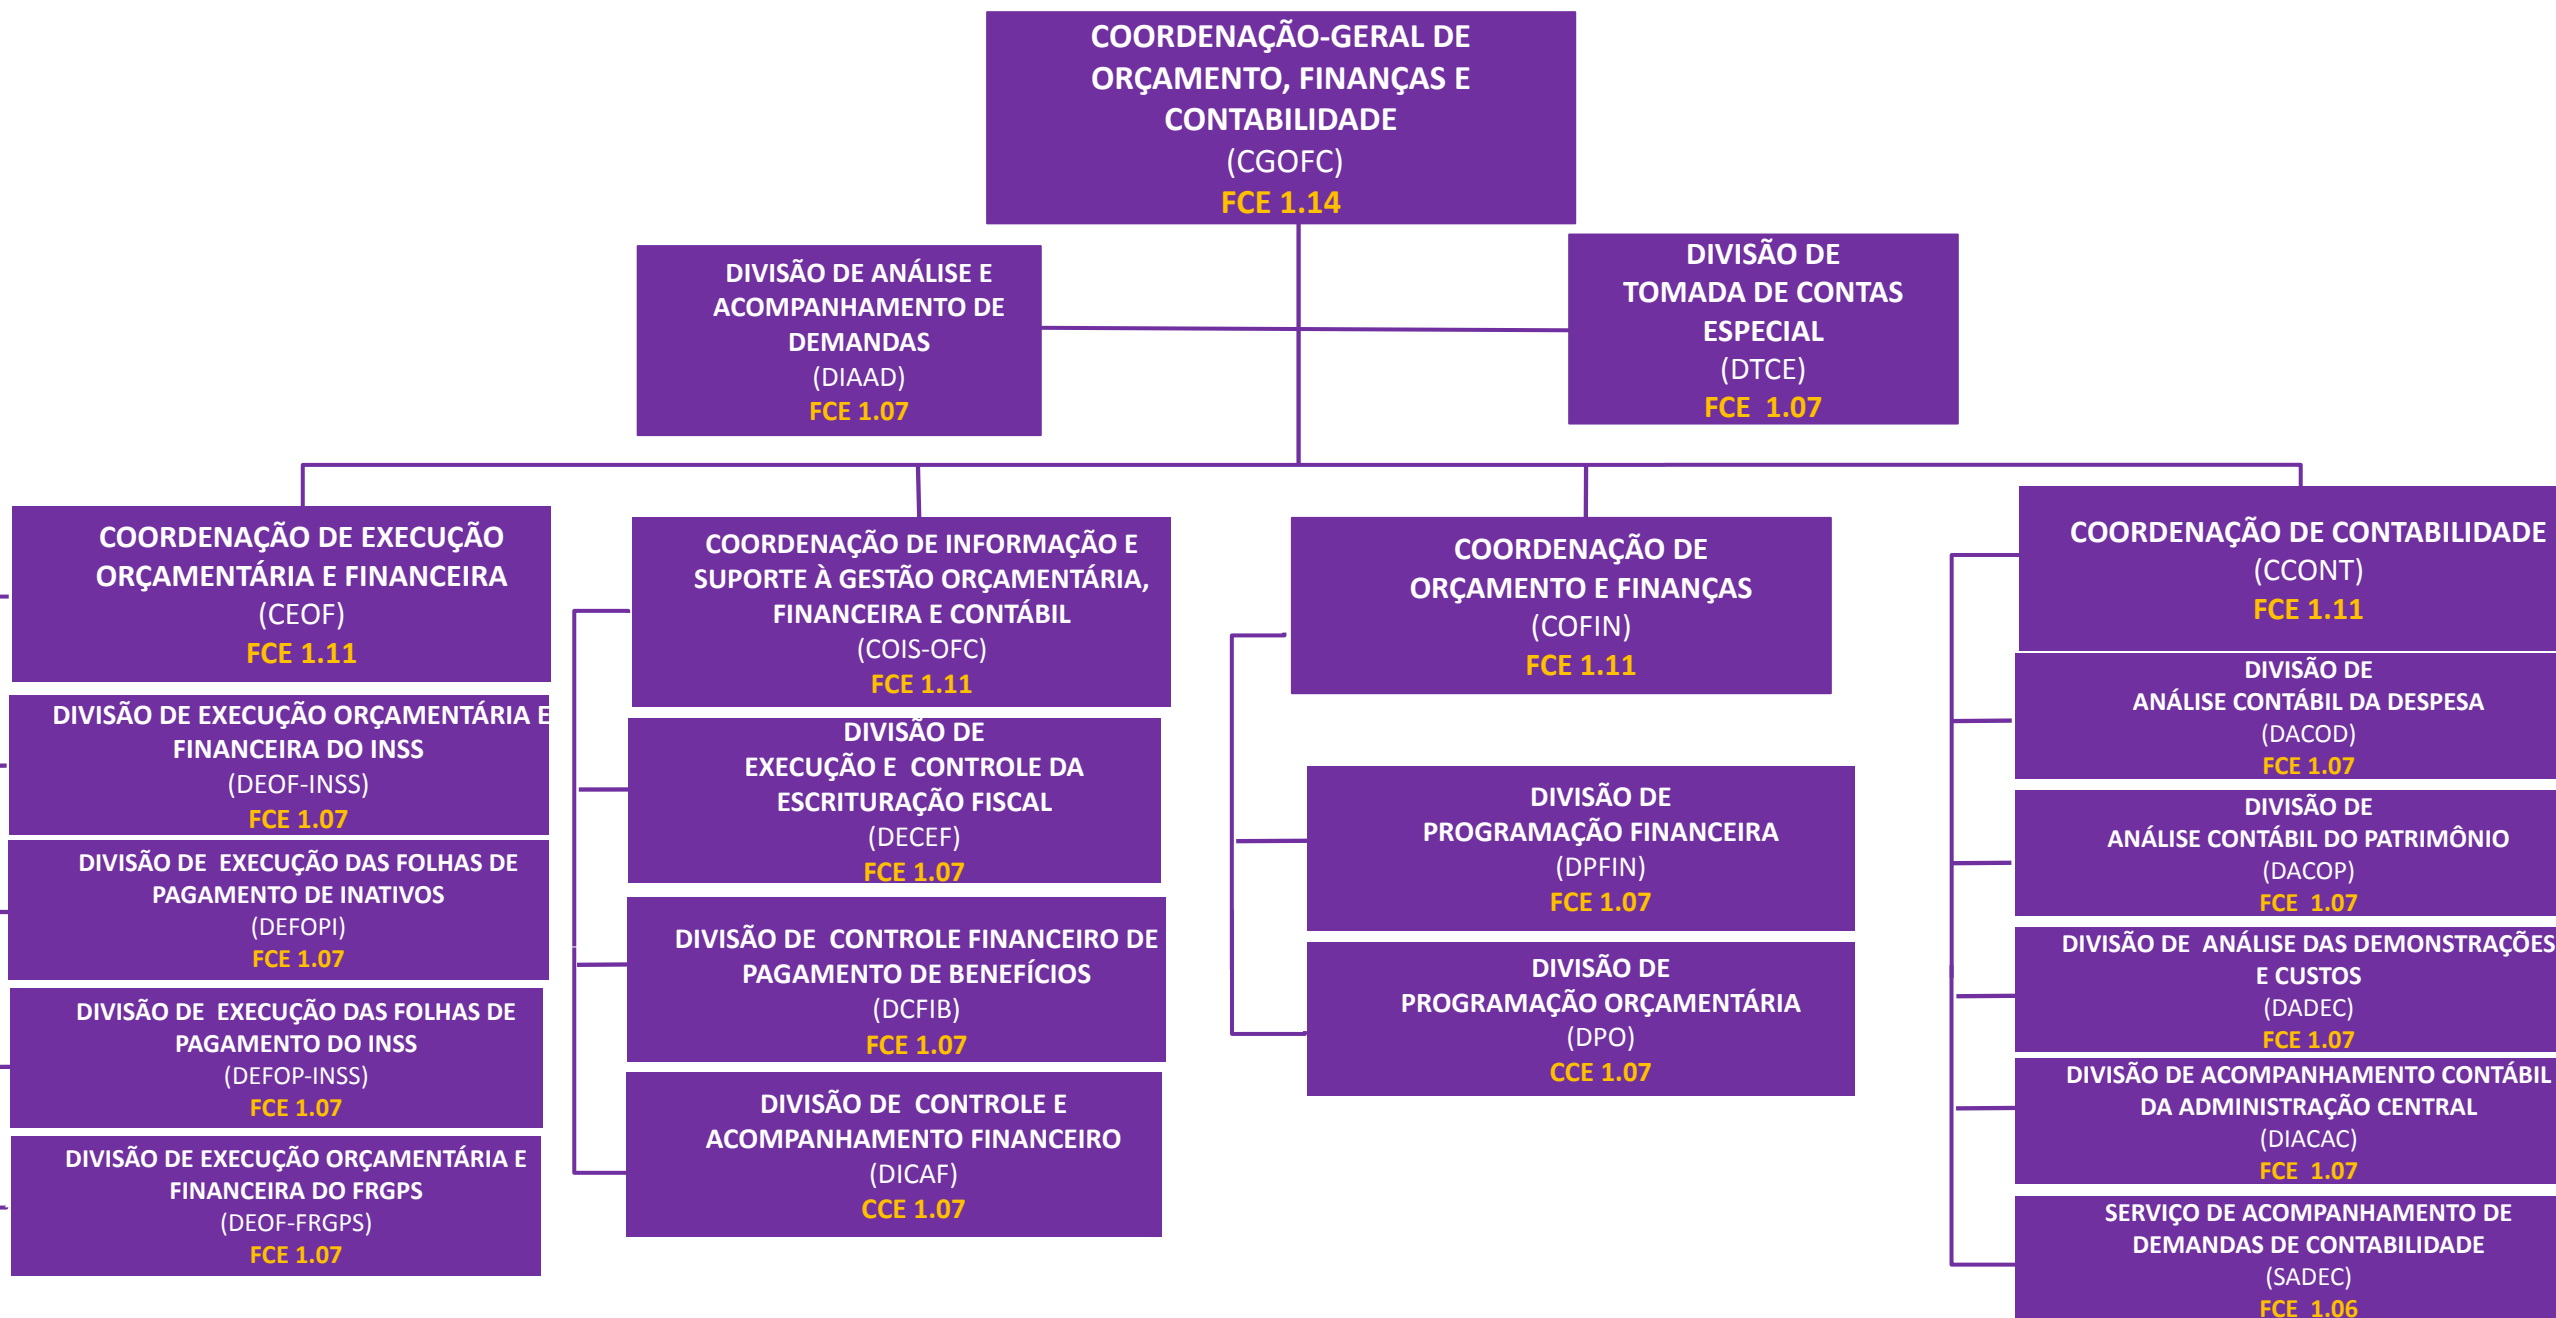 COORDENAÇÃO-GERAL DE
ORÇAMENTO, FINANÇAS E
CONTABILIDADE
(CGOFC)
FCE 1.14
DIVISÃO DE ANÁLISE E
ACOMPANHAMENTO DE
DEMANDAS
(DIAAD)
FCE 1.07
DIVISÃO DE
TOMADA DE CONTAS
ESPECIAL
(DTCE)
FCE 1.07
COORDENAÇÃO DE EXECUÇÃO
ORÇAMENTÁRIA E FINANCEIRA
(CEOF)
FCE 1.11
DIVISÃO DE EXECUÇÃO ORÇAMENTÁRIA E
FINANCEIRA DO INSS
(DEOF-INSS)
FCE 1.07
DIVISÃO DE EXECUÇÃO DAS FOLHAS DE
PAGAMENTO DE INATIVOS
(DEFOPI)
FCE 1.07
DIVISÃO DE EXECUÇÃO DAS FOLHAS DE
PAGAMENTO DO INSS
(DEFOP-INSS)
FCE 1.07
DIVISÃO DE EXECUÇÃO ORÇAMENTÁRIA E
FINANCEIRA DO FRGPS
(DEOF-FRGPS)
FCE 1.07
COORDENAÇÃO DE INFORMAÇÃO E
SUPORTE À GESTÃO ORÇAMENTÁRIA,
FINANCEIRA E CONTÁBIL
(COIS-OFC)
FCE 1.11
DIVISÃO DE
EXECUÇÃO E CONTROLE DA
ESCRITURAÇÃO FISCAL
(DECEF)
FCE 1.07
DIVISÃO DE CONTROLE FINANCEIRO DE
PAGAMENTO DE BENEFÍCIOS
(DCFIB)
FCE 1.07
DIVISÃO DE CONTROLE E
ACOMPANHAMENTO FINANCEIRO
(DICAF)
CCE 1.07
COORDENAÇÃO DE
ORÇAMENTO E FINANÇAS
(COFIN)
FCE 1.11
DIVISÃO DE
PROGRAMAÇÃO FINANCEIRA
(DPFIN)
FCE 1.07
DIVISÃO DE
PROGRAMAÇÃO ORÇAMENTÁRIA
(DPO)
CCE 1.07
COORDENAÇÃO DE CONTABILIDADE
(CCONT)
FCE 1.11
DIVISÃO DE
ANÁLISE CONTÁBIL DA DESPESA
(DACOD)
FCE 1.07
DIVISÃO DE
ANÁLISE CONTÁBIL DO PATRIMÔNIO
(DACOP)
FCE 1.07
DIVISÃO DE ANÁLISE DAS DEMONSTRAÇÕES
E CUSTOS
(DADEC)
FCE 1.07
DIVISÃO DE ACOMPANHAMENTO CONTÁBIL
DA ADMINISTRAÇÃO CENTRAL
(DIACAC)
FCE 1.07
SERVIÇO DE ACOMPANHAMENTO DE
DEMANDAS DE CONTABILIDADE
(SADEC)
FCE 1.06